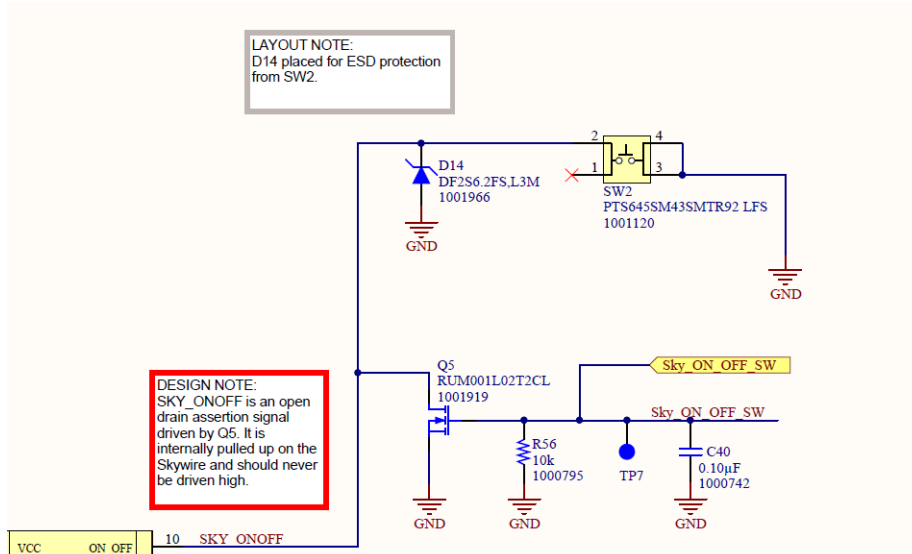 LAYOUT NOTE:
D14 placed for ESD protection
from SW2.
2
4
1
3
D14
DF2S6.2FS,L3M
1001966
GND
SW2
PTS645SM43SMTR92 LFS
1001120
GND
DESIGN NOTE:
SKY_ONOFF is an open
drain assertion signal
driven by Q5. It is
internally pulled up on the
Skywire and should never
be driven high.
Q5
RUM001L02T2CL
1001919
Sky_ON_OFF_SW
Sky_ON_OFF_SW
R56
10k
1000795
TP7
C40
0.10µF
1000742
GND
GND
GND
VCC
ON_OFF
10
SKY_ONOFF